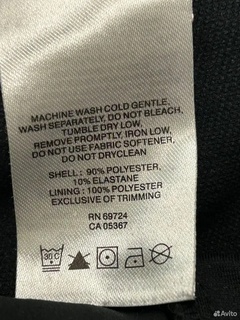 MACHINE WASH COLD GENTLE,
WASH SEPARATELY, DO NOT BLEACH,
TUMBLE DRY LOW,
REMOVE PROMPTLY, IRON LOW,
DO NOT USE FABRIC SOFTENER,
DO NOT DRYCLEAN
SHELL : 90% POLYESTER,
10% ELASTANE
LINING : 100% POLYESTER
EXCLUSIVE OF TRIMMING
RN 69724
CA 05367
30°C
Avito